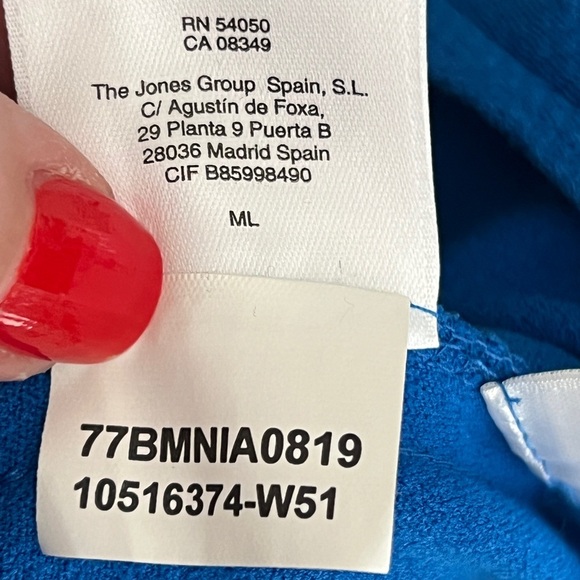 RN 54050
CA 08349
The Jones Group Spain, S.L.
C/ Agustín de Foxa,
29 Planta 9 Puerta B
28036 Madrid Spain
CIF B85998490
ML
77BMNIA0819
10516374-W51